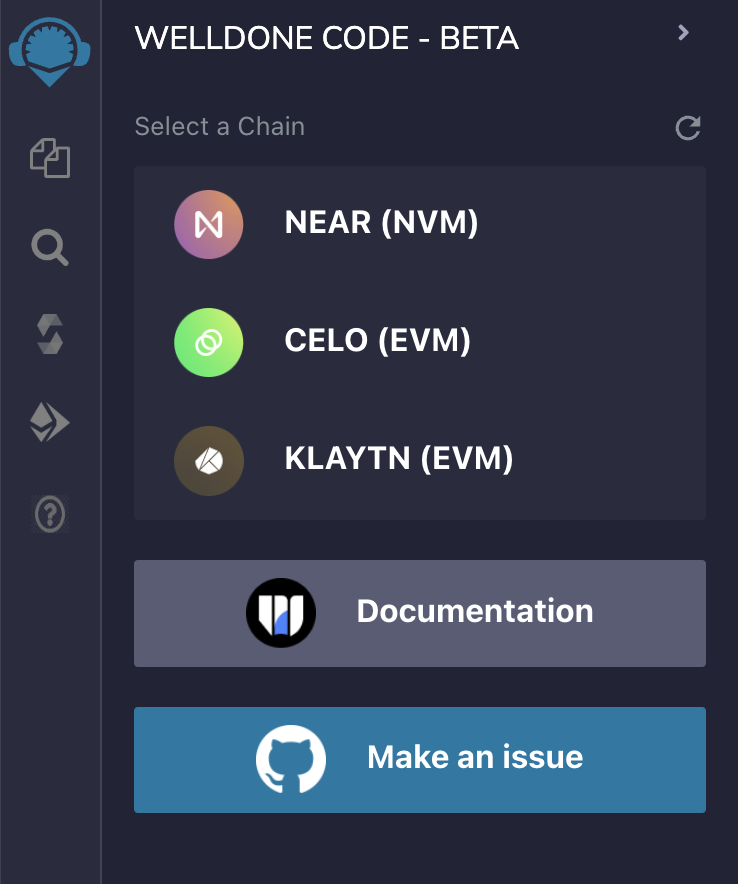 WELLDONE CODE - BETA
Select a Chain
NEAR (NVM)
CELO (EVM)
KLAYTN (EVM)
Documentation
Make an issue